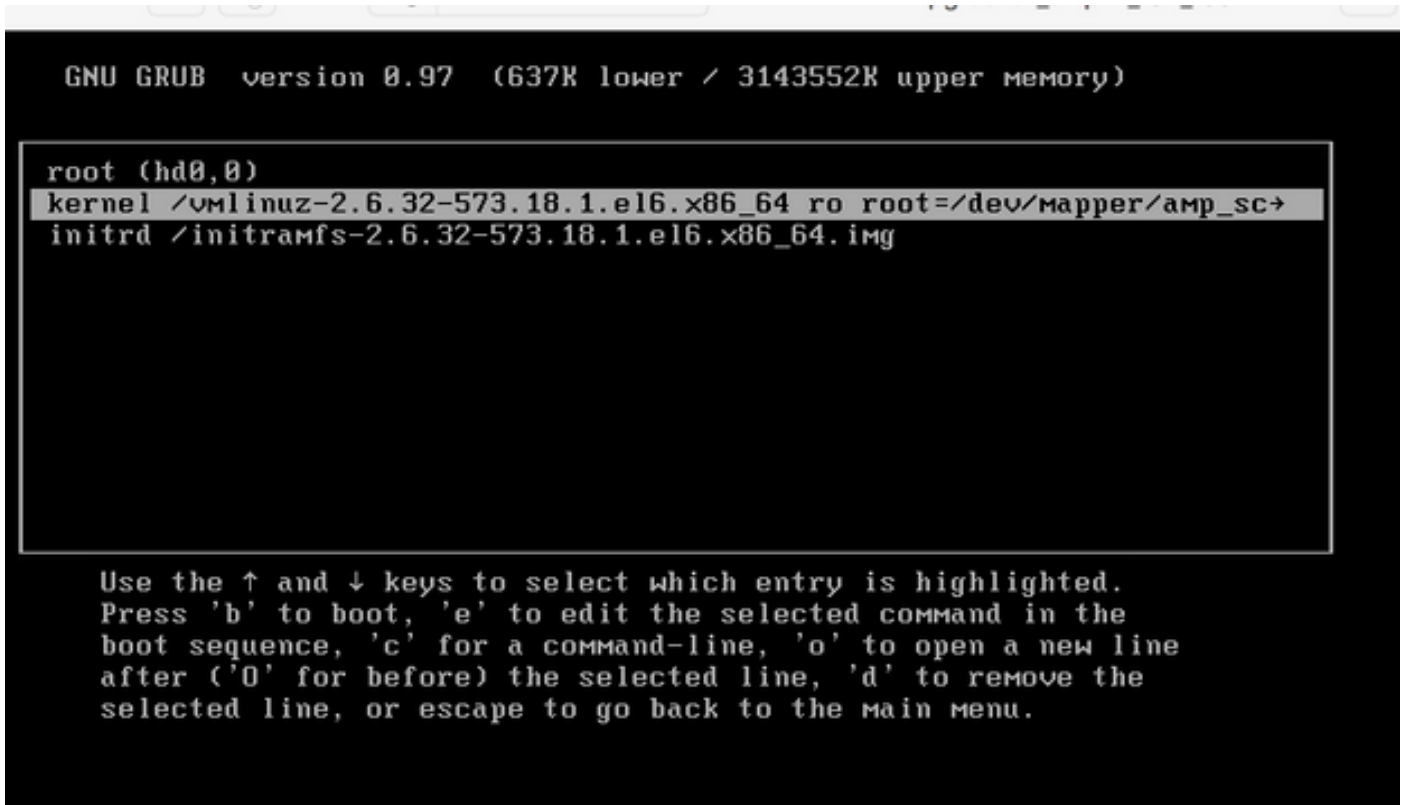 GNU GRUB version 0.97 (637K lower / 3143552K upper memory)
root (hd0,0)
kernel /vmlinuz-2.6.32-573.18.1.el6.x86_64 ro root=/dev/mapper/amp_sc→
initrd /initramfs-2.6.32-573.18.1.el6.x86_64.img
Use the ↑ and ↓ keys to select which entry is highlighted.
Press 'b' to boot, 'e' to edit the selected command in the
boot sequence, 'c' for a command-line, 'o' to open a new line
after ('O' for before) the selected line, 'd' to remove the
selected line, or escape to go back to the main menu.